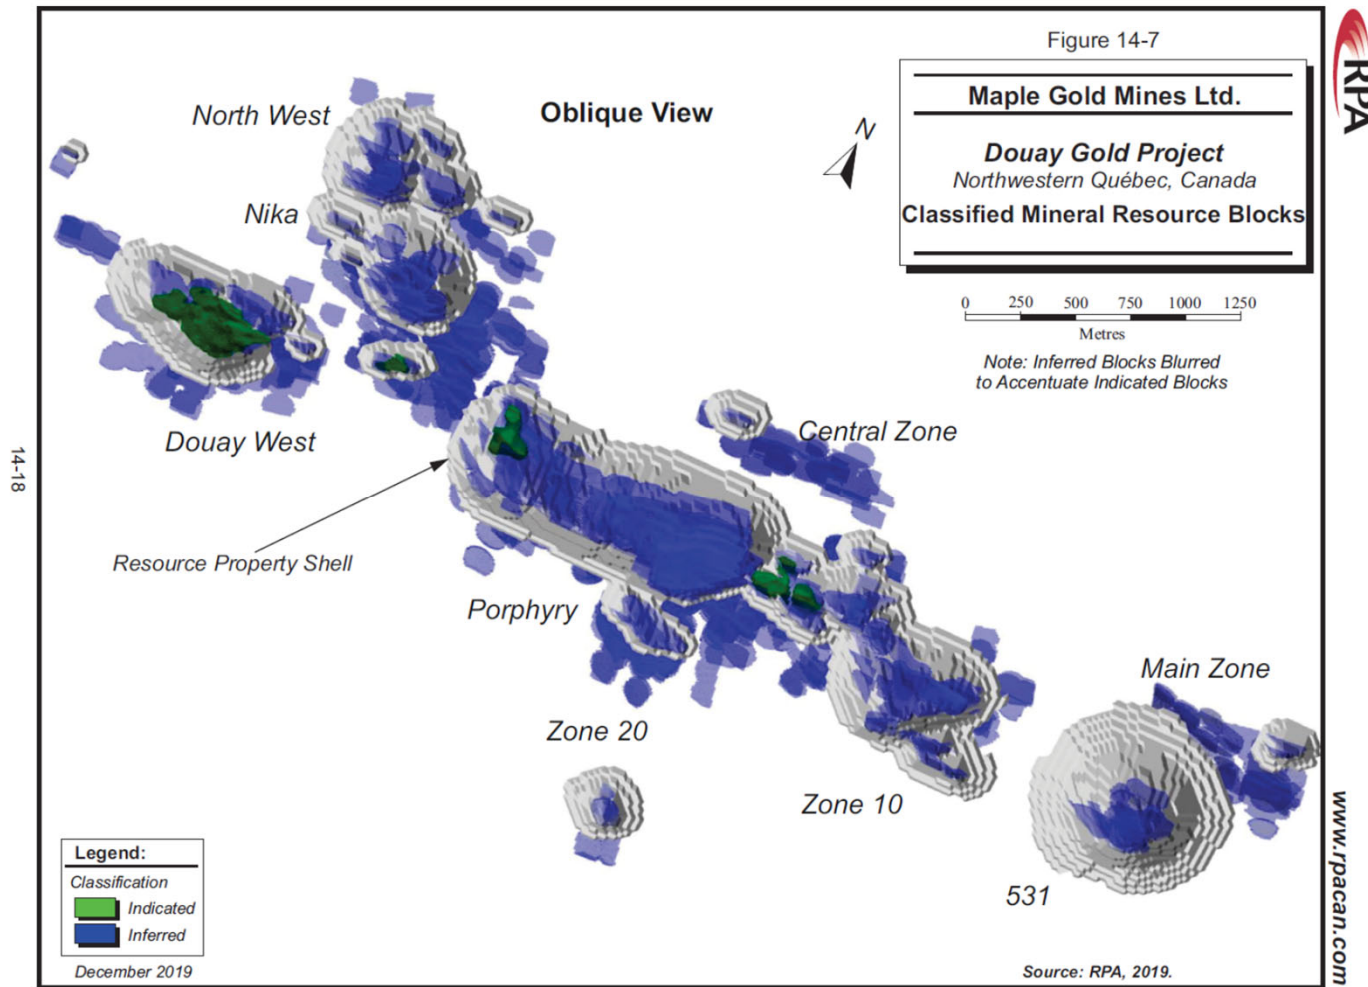 Figure 14-7
RPA
Maple Gold Mines Ltd.
Douay Gold Project
Northwestern Québec, Canada
Classified Mineral Resource Blocks
Oblique View
N
North West
Nika
0 250 500 750 1000 1250
Metres
Note: Inferred Blocks Blurred
to Accentuate Indicated Blocks
Douay West
Central Zone
14-18
Resource Property Shell
Porphyry
Main Zone
Zone 20
Zone 10
531
Legend:
Classification
Indicated
Inferred
December 2019
Source: RPA, 2019.
www.rpacan.com